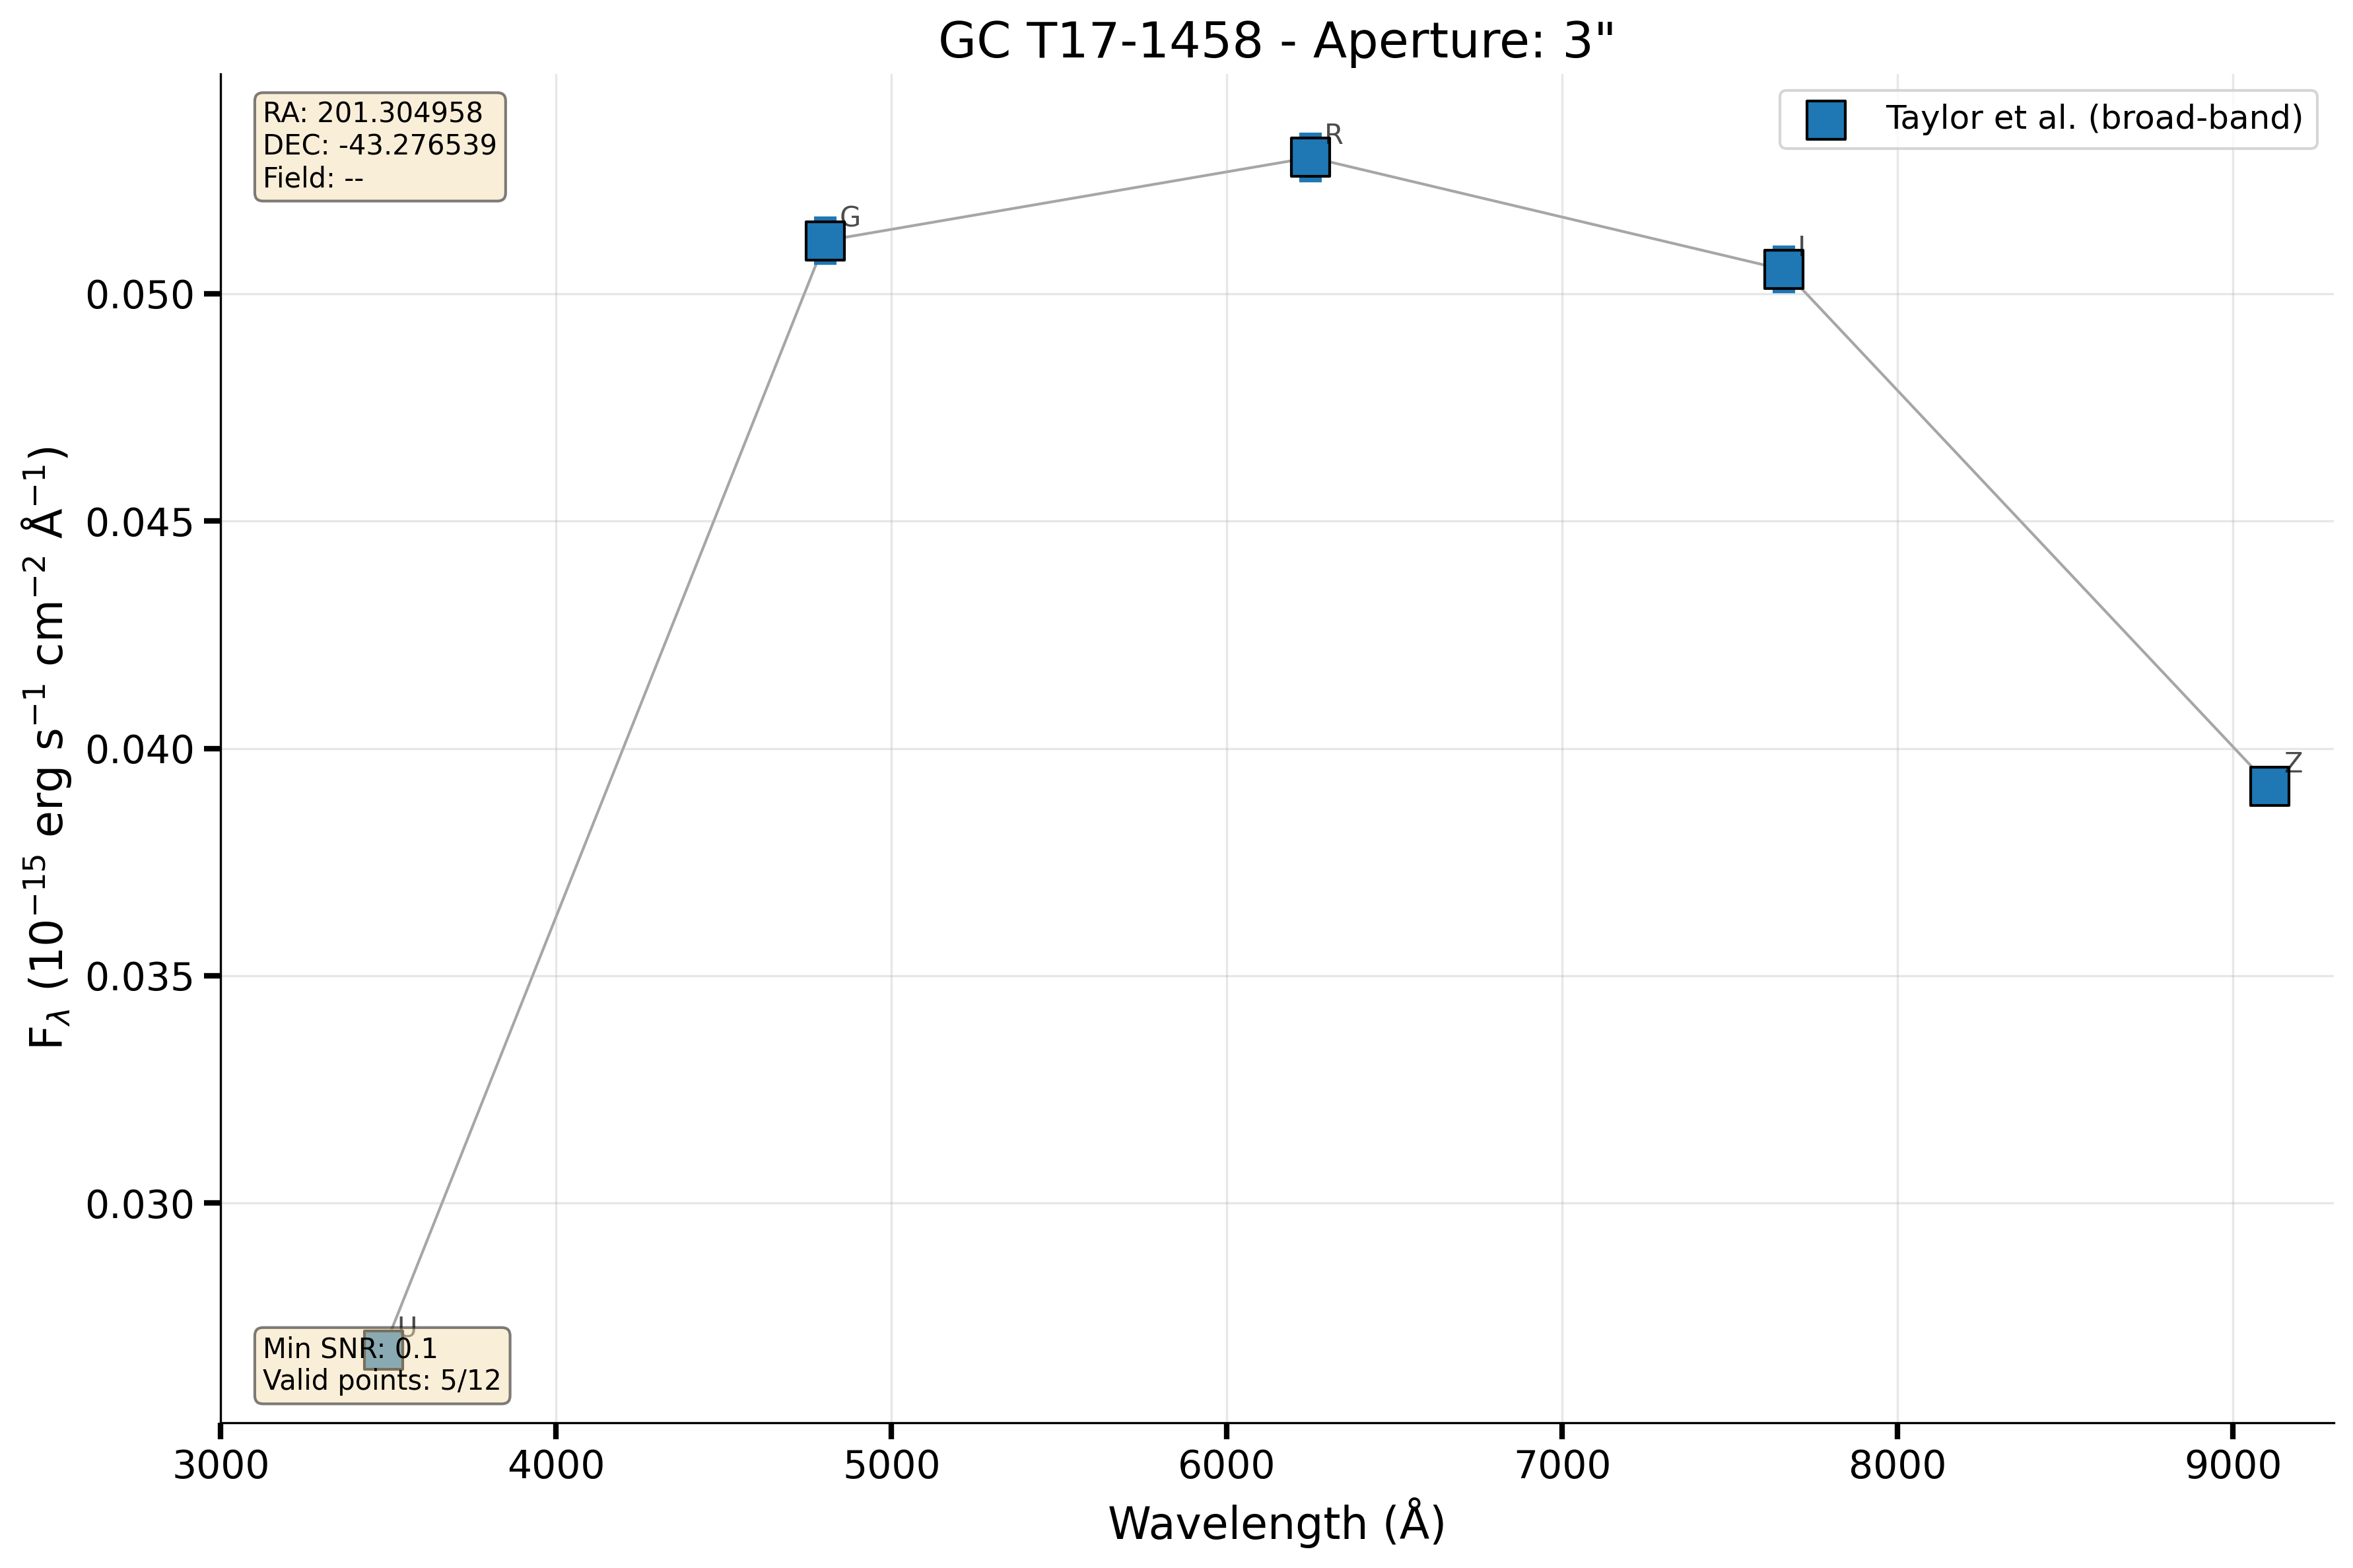 GC T17-1458 - Aperture: 3"
RA: 201.304958
DEC: -43.276539
Field: --
Taylor et al. (broad-band)
R
G
I
Z
U
Min SNR: 0.1
Valid points: 5/12
0.050
0.045
0.040
0.035
0.030
F_λ (10⁻¹⁵ erg s⁻¹ cm⁻² Å⁻¹)
3000 4000 5000 6000 7000 8000 9000
Wavelength (Å)